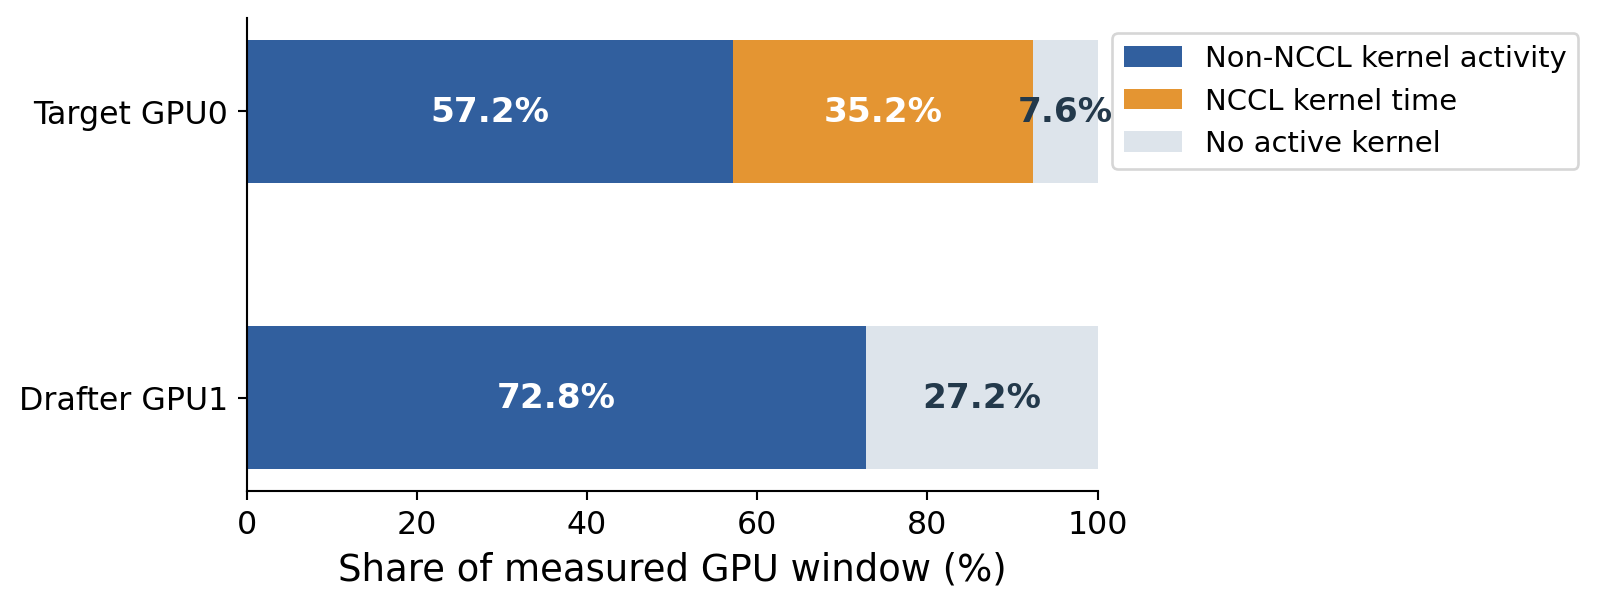 Target GPU0
57.2%
35.2%
7.6%
Non-NCCL kernel activity
NCCL kernel time
No active kernel
Drafter GPU1
72.8%
27.2%
0
20
40
60
80
100
Share of measured GPU window (%)